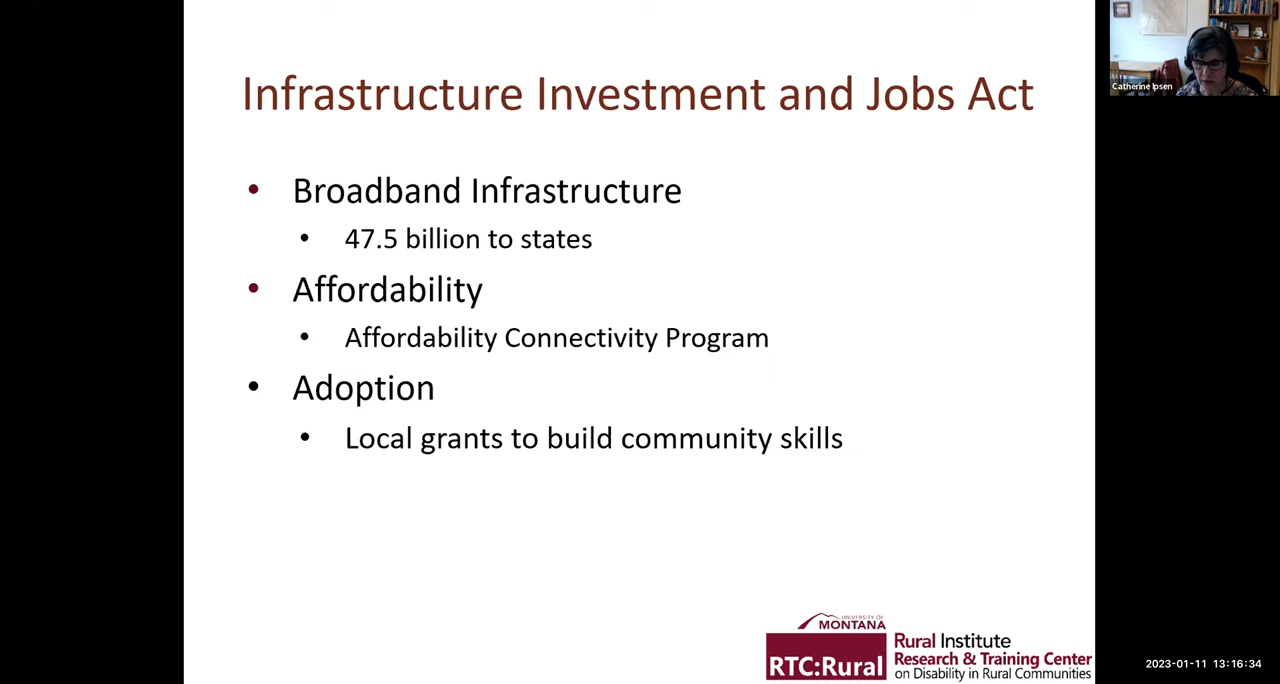 Infrastructure Investment and Jobs Act
• Broadband Infrastructure
• 47.5 billion to states
• Affordability
• Affordability Connectivity Program
• Adoption
• Local grants to build community skills
UNIVERSITY OF
MONTANA
RTC:Rural
Rural Institute
Research & Training Center
on Disability in Rural Communities
Catherine Ipsen
2023-01-11 13:16:34